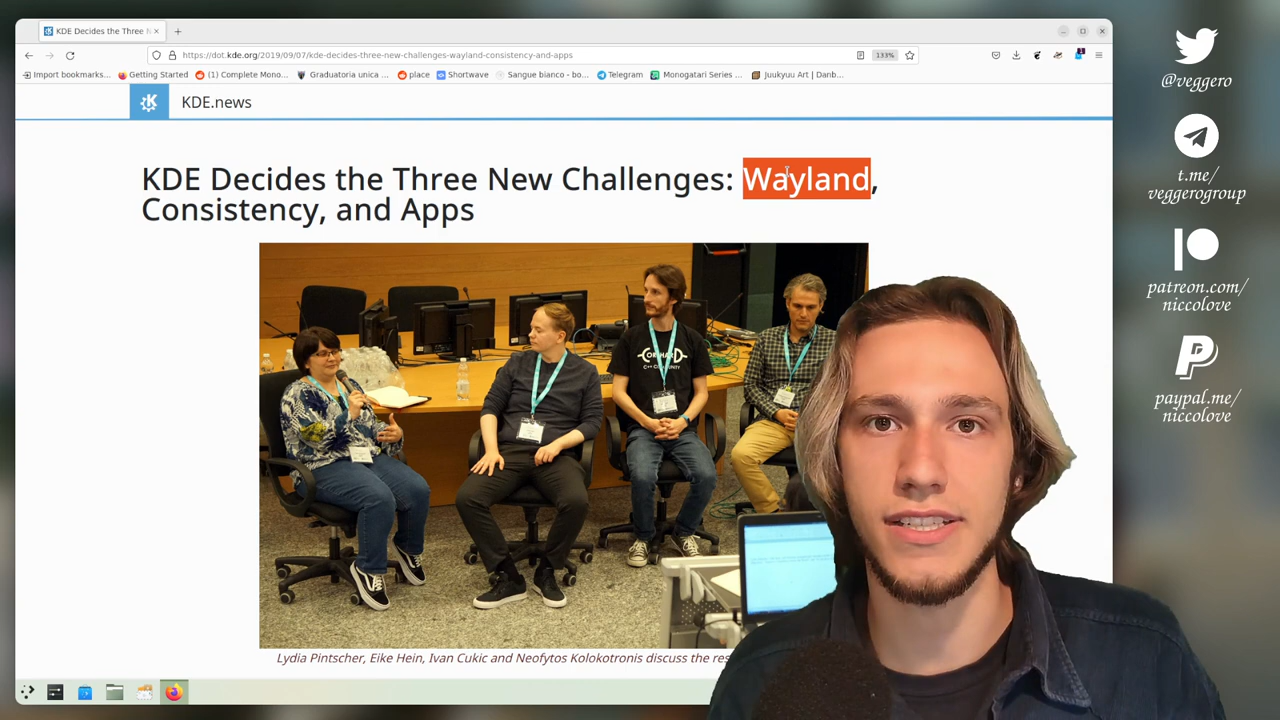 KDE Decides the Three N
https://dot.kde.org/2019/09/07/kde-decides-three-new-challenges-wayland-consistency-and-apps
133%
Import bookmarks...
Getting Started
(1) Complete Mono...
Graduatoria unica ...
place
Shortwave
Sangue bianco - bo...
Telegram
Monogatari Series ...
Juukyuu Art | Danb...
KDE.news
KDE Decides the Three New Challenges: Wayland,
Consistency, and Apps
C++ COMMUNITY
Lydia Pintscher, Eike Hein, Ivan Cukic and Neofytos Kolokotronis discuss the res
@veggero
t.me/
veggerogroup
patreon.com/
niccolove
paypal.me/
niccolove